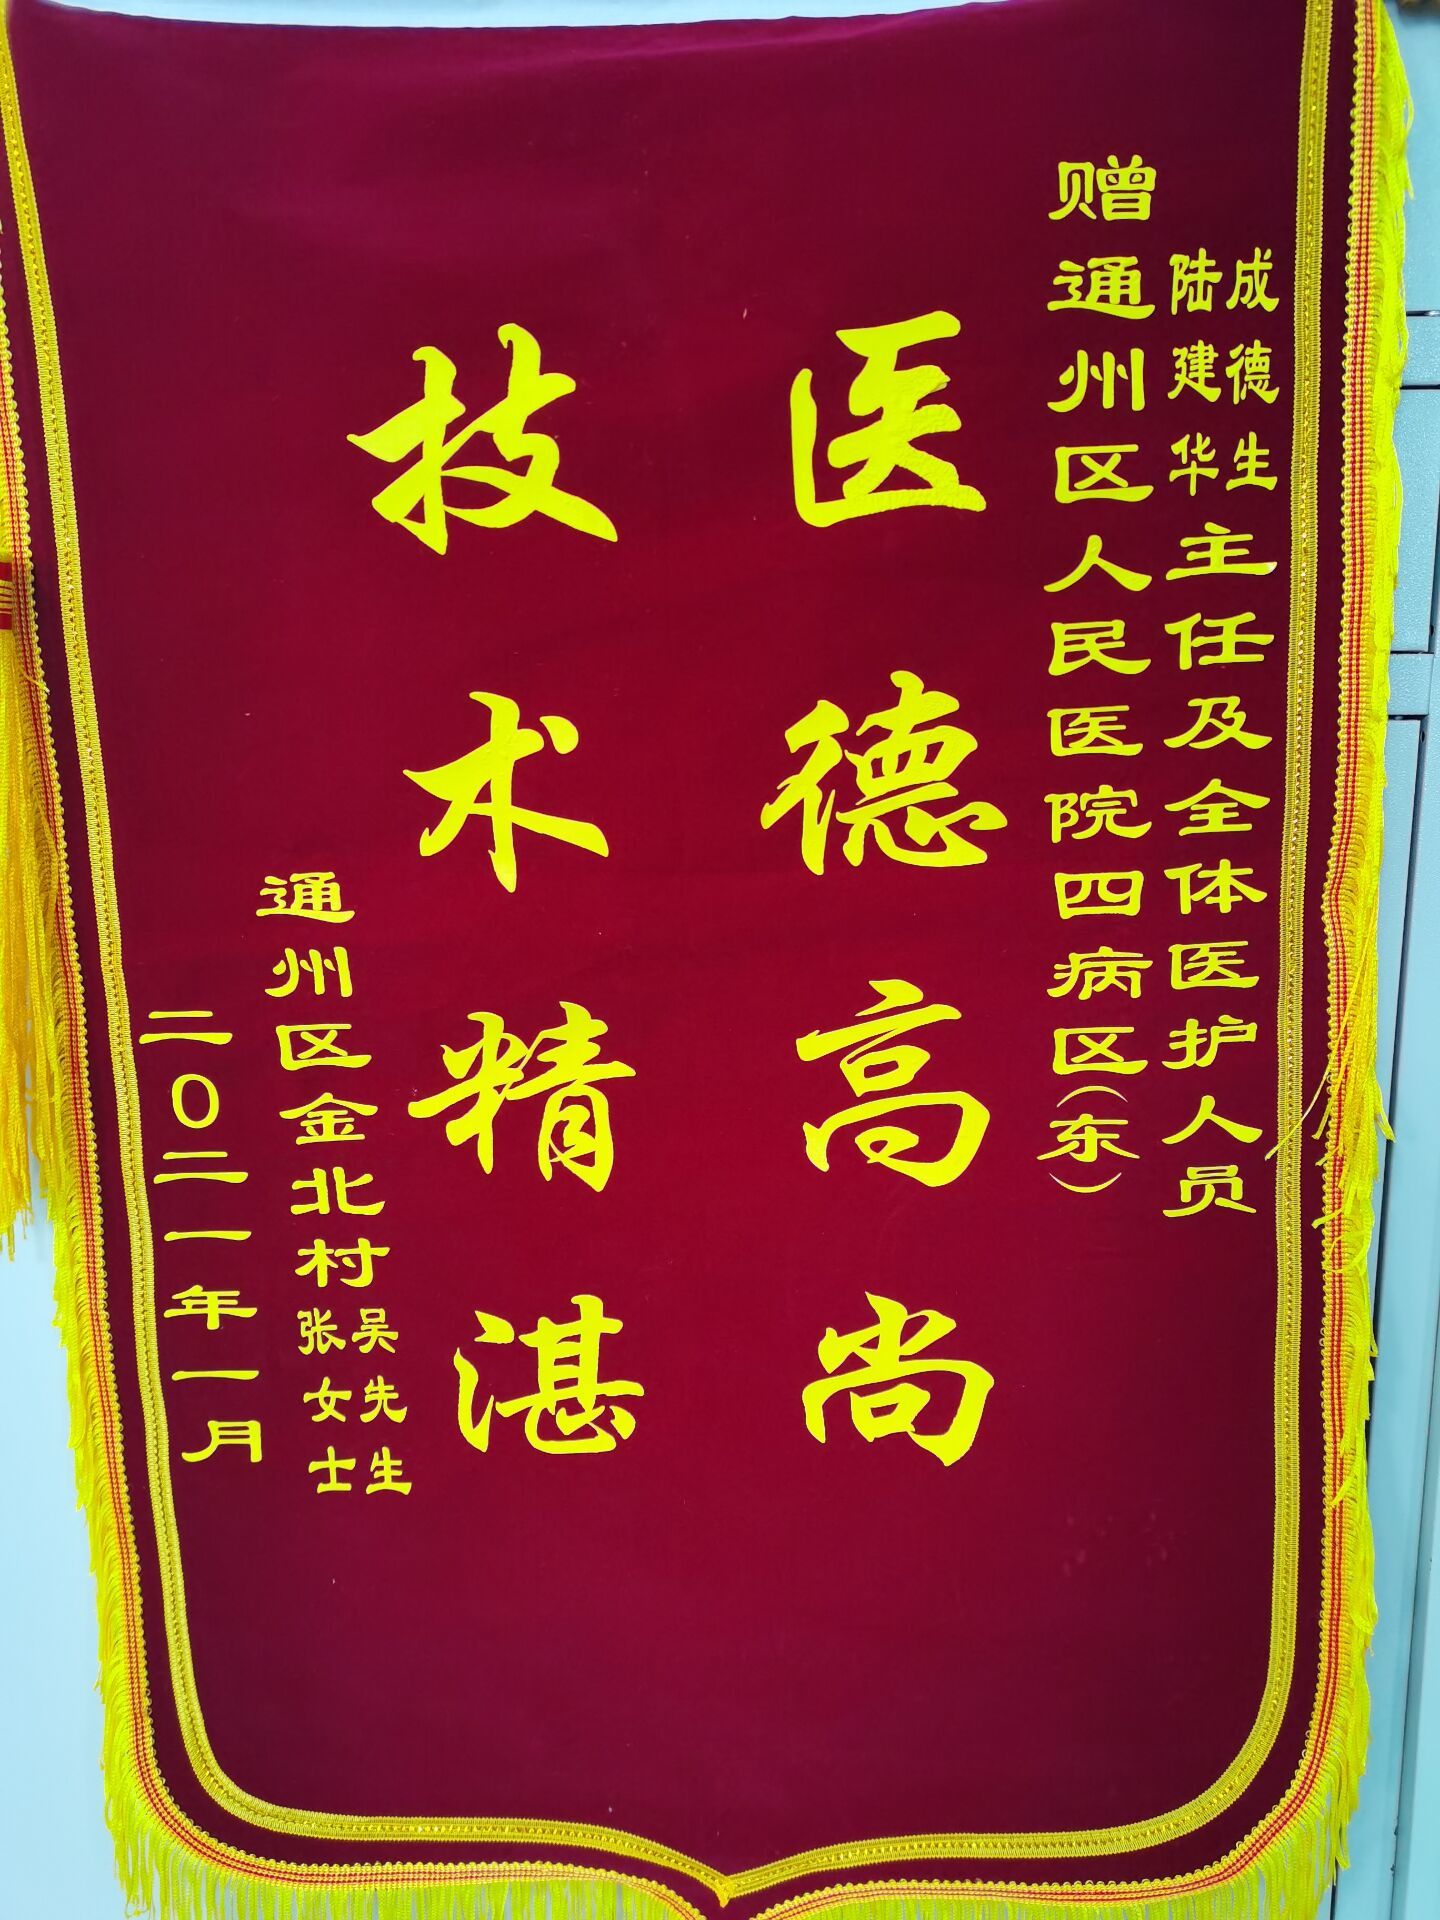 成德生
陆建华主任及全体医护人员
赠通州区人民医院四病区(东)
医德高尚
技术精湛
通州区金北村吴先生
张女士
二〇二一年一月